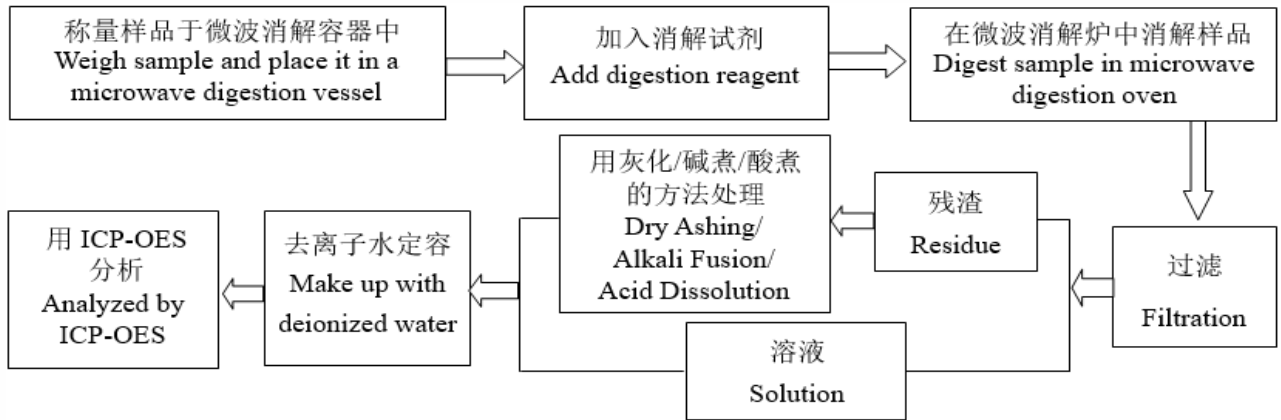 称量样品于微波消解容器中
Weigh sample and place it in a
microwave digestion vessel
加入消解试剂
Add digestion reagent
在微波消解炉中消解样品
Digest sample in microwave
digestion oven
过滤
Filtration
残渣
Residue
用灰化/碱煮/酸煮
的方法处理
Dry Ashing/
Alkali Fusion/
Acid Dissolution
溶液
Solution
去离子水定容
Make up with
deionized water
用 ICP-OES
分析
Analyzed by
ICP-OES